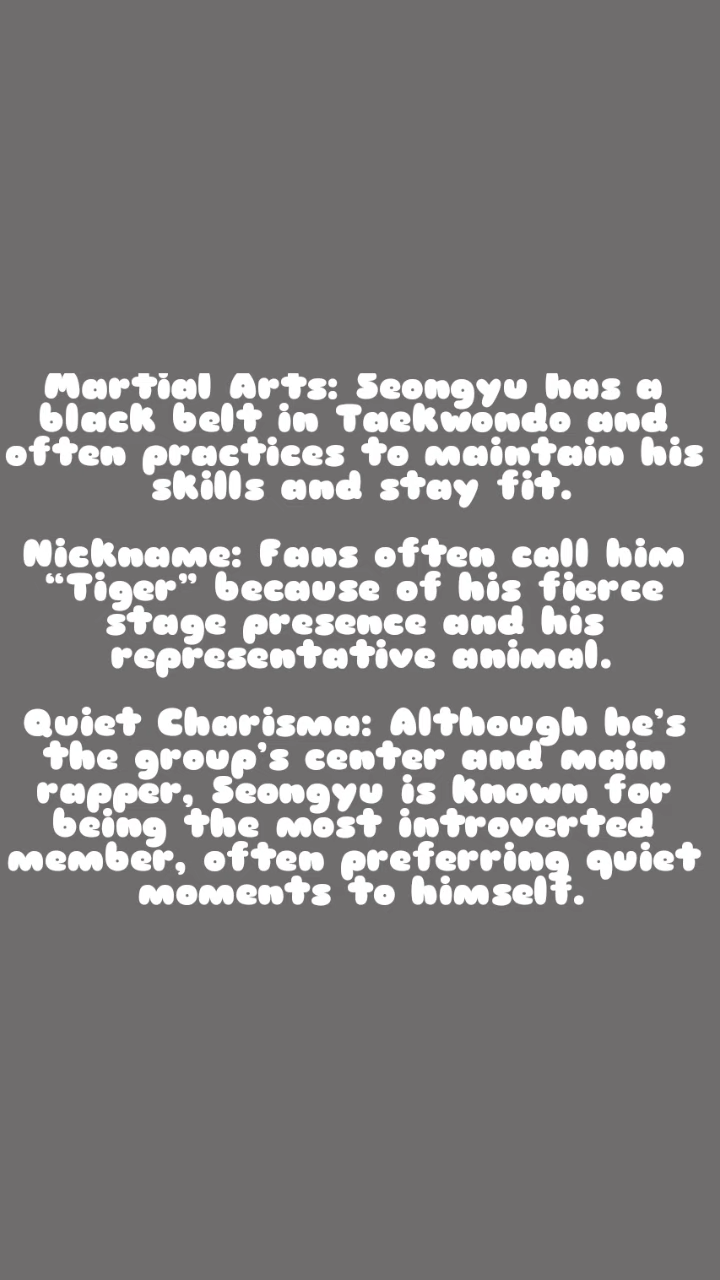 Martial Arts: Seongyu has a
black belt in Taekwondo and
often practices to maintain his
skills and stay fit.
Nickname: Fans often call him
“Tiger” because of his fierce
stage presence and his
representative animal.
Quiet Charisma: Although he’s
the group’s center and main
rapper, Seongyu is known for
being the most introverted
member, often preferring quiet
moments to himself.